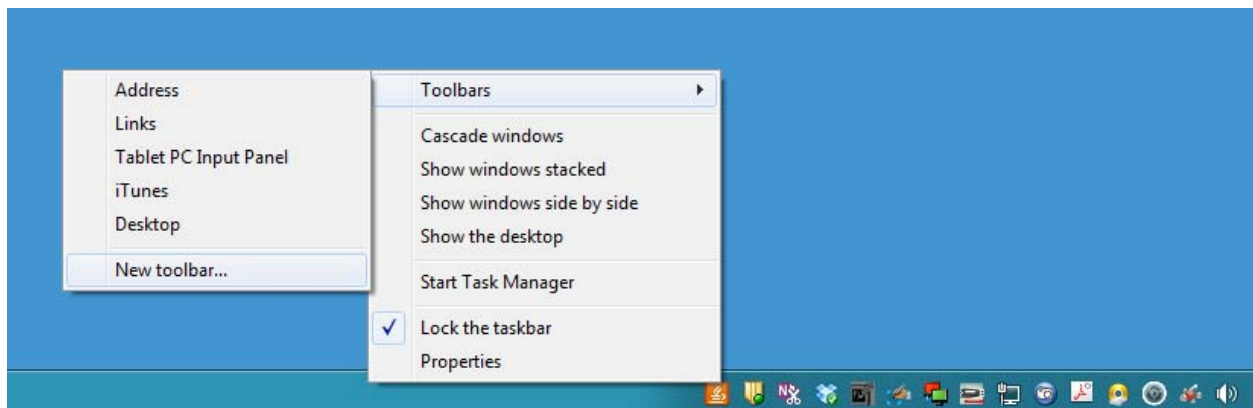 Address
Links
Tablet PC Input Panel
iTunes
Desktop
New toolbar...
Toolbars
Cascade windows
Show windows stacked
Show windows side by side
Show the desktop
Start Task Manager
Lock the taskbar
Properties